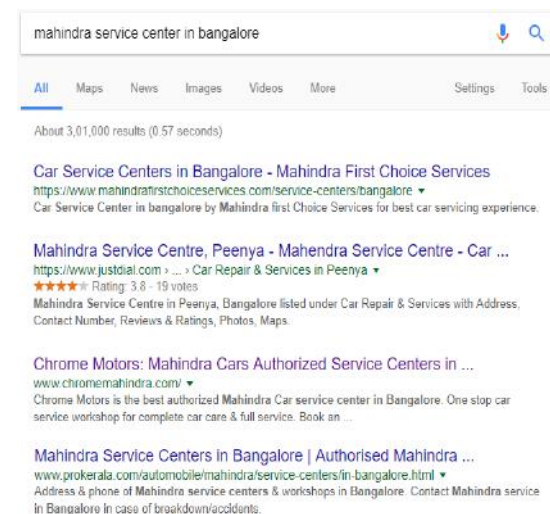 mahindra service center in bangalore
All Maps News Images Videos More Settings Tools
About 3,01,000 results (0.57 seconds)
Car Service Centers in Bangalore - Mahindra First Choice Services
https://www.mahindrafirstchoiceservices.com/service-centers/bangalore ▾
Car Service Center in bangalore by Mahindra first Choice Services for best car servicing experience.
Mahindra Service Centre, Peenya - Mahendra Service Centre - Car ...
https://www.justdial.com › ... › Car Repair & Services in Peenya ▾
★★★★★ Rating: 3.8 - 19 votes
Mahindra Service Centre in Peenya, Bangalore listed under Car Repair & Services with Address.
Contact Number, Reviews & Ratings, Photos, Maps.
Chrome Motors: Mahindra Cars Authorized Service Centers in ...
www.chromemahindra.com/ ▾
Chrome Motors is the best authorized Mahindra Car service center in Bangalore. One stop car
service workshop for complete car care & full service. Book an ...
Mahindra Service Centers in Bangalore | Authorised Mahindra ...
www.prokerala.com/automobile/mahindra/service-centers/in-bangalore.html ▾
Address & phone of Mahindra service centers & workshops in Bangalore. Contact Mahindra service
in Bangalore in case of breakdown/accidents.